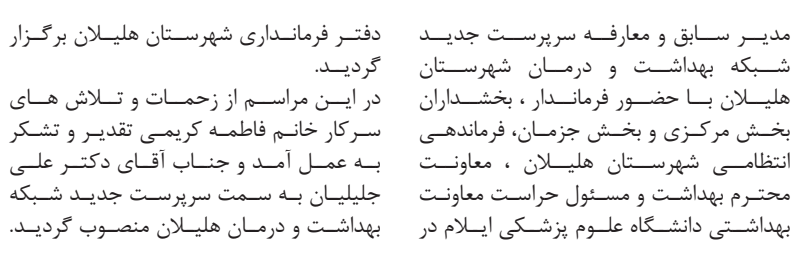 مدیر سابق و معارفه سرپرست جدید
شبکه بهداشت و درمان شهرستان
هلیلان با حضور فرماندار ، بخشداران
بخش مرکزی و بخش جزمان، فرماندهی
انتظامی شهرستان هلیلان ، معاونت
محترم بهداشت و مسئول حراست معاونت
بهداشتی دانشگاه علوم پزشکی ایلام در
دفتر فرمانداری شهرستان هلیلان برگزار
گردید.
در این مراسم از زحمات و تلاش های
سرکار خانم فاطمه کریمی تقدیر و تشکر
به عمل آمد و جناب آقای دکتر علی
جلیلیان به سمت سرپرست جدید شبکه
بهداشت و درمان هلیلان منصوب گردید.